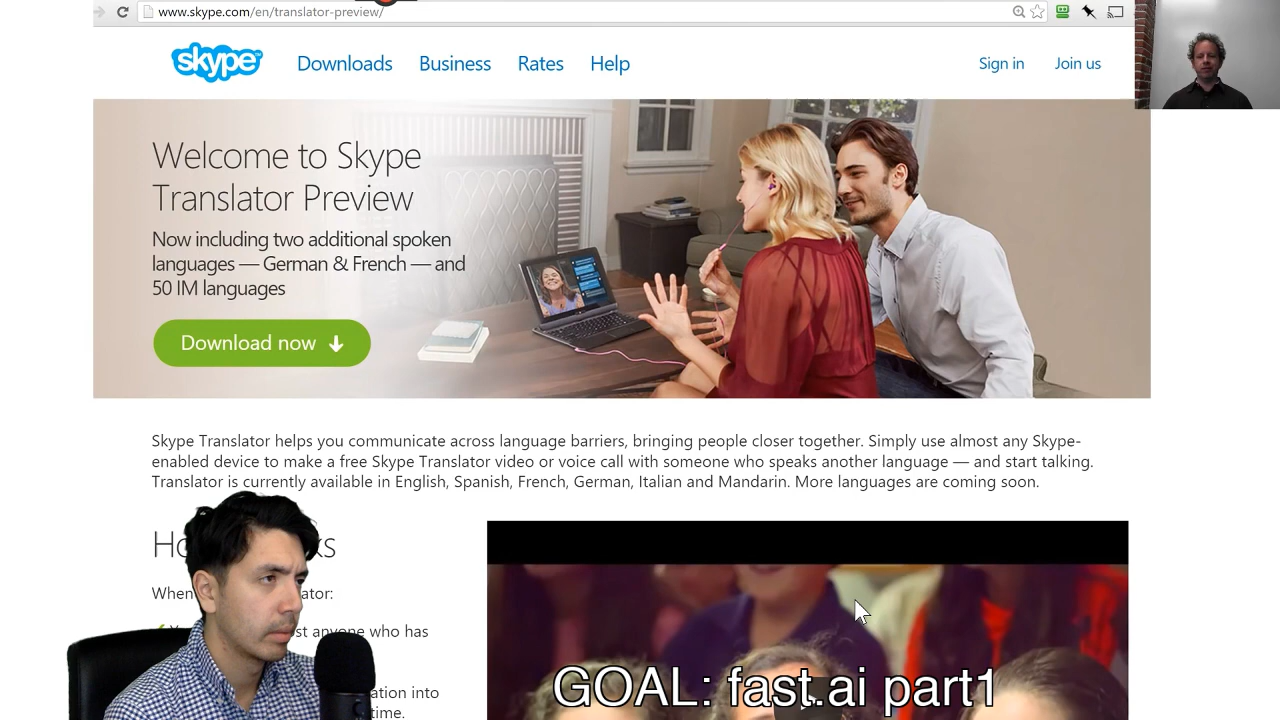 www.skype.com/en/translator-preview/
skype™
Downloads Business Rates Help
Sign in Join us
Welcome to Skype
Translator Preview
Now including two additional spoken
languages — German & French — and
50 IM languages
Download now
Skype Translator helps you communicate across language barriers, bringing people closer together. Simply use almost any Skype-
enabled device to make a free Skype Translator video or voice call with someone who speaks another language — and start talking.
Translator is currently available in English, Spanish, French, German, Italian and Mandarin. More languages are coming soon.
When
anyone who has
into
time.
GOAL: fast.ai part1